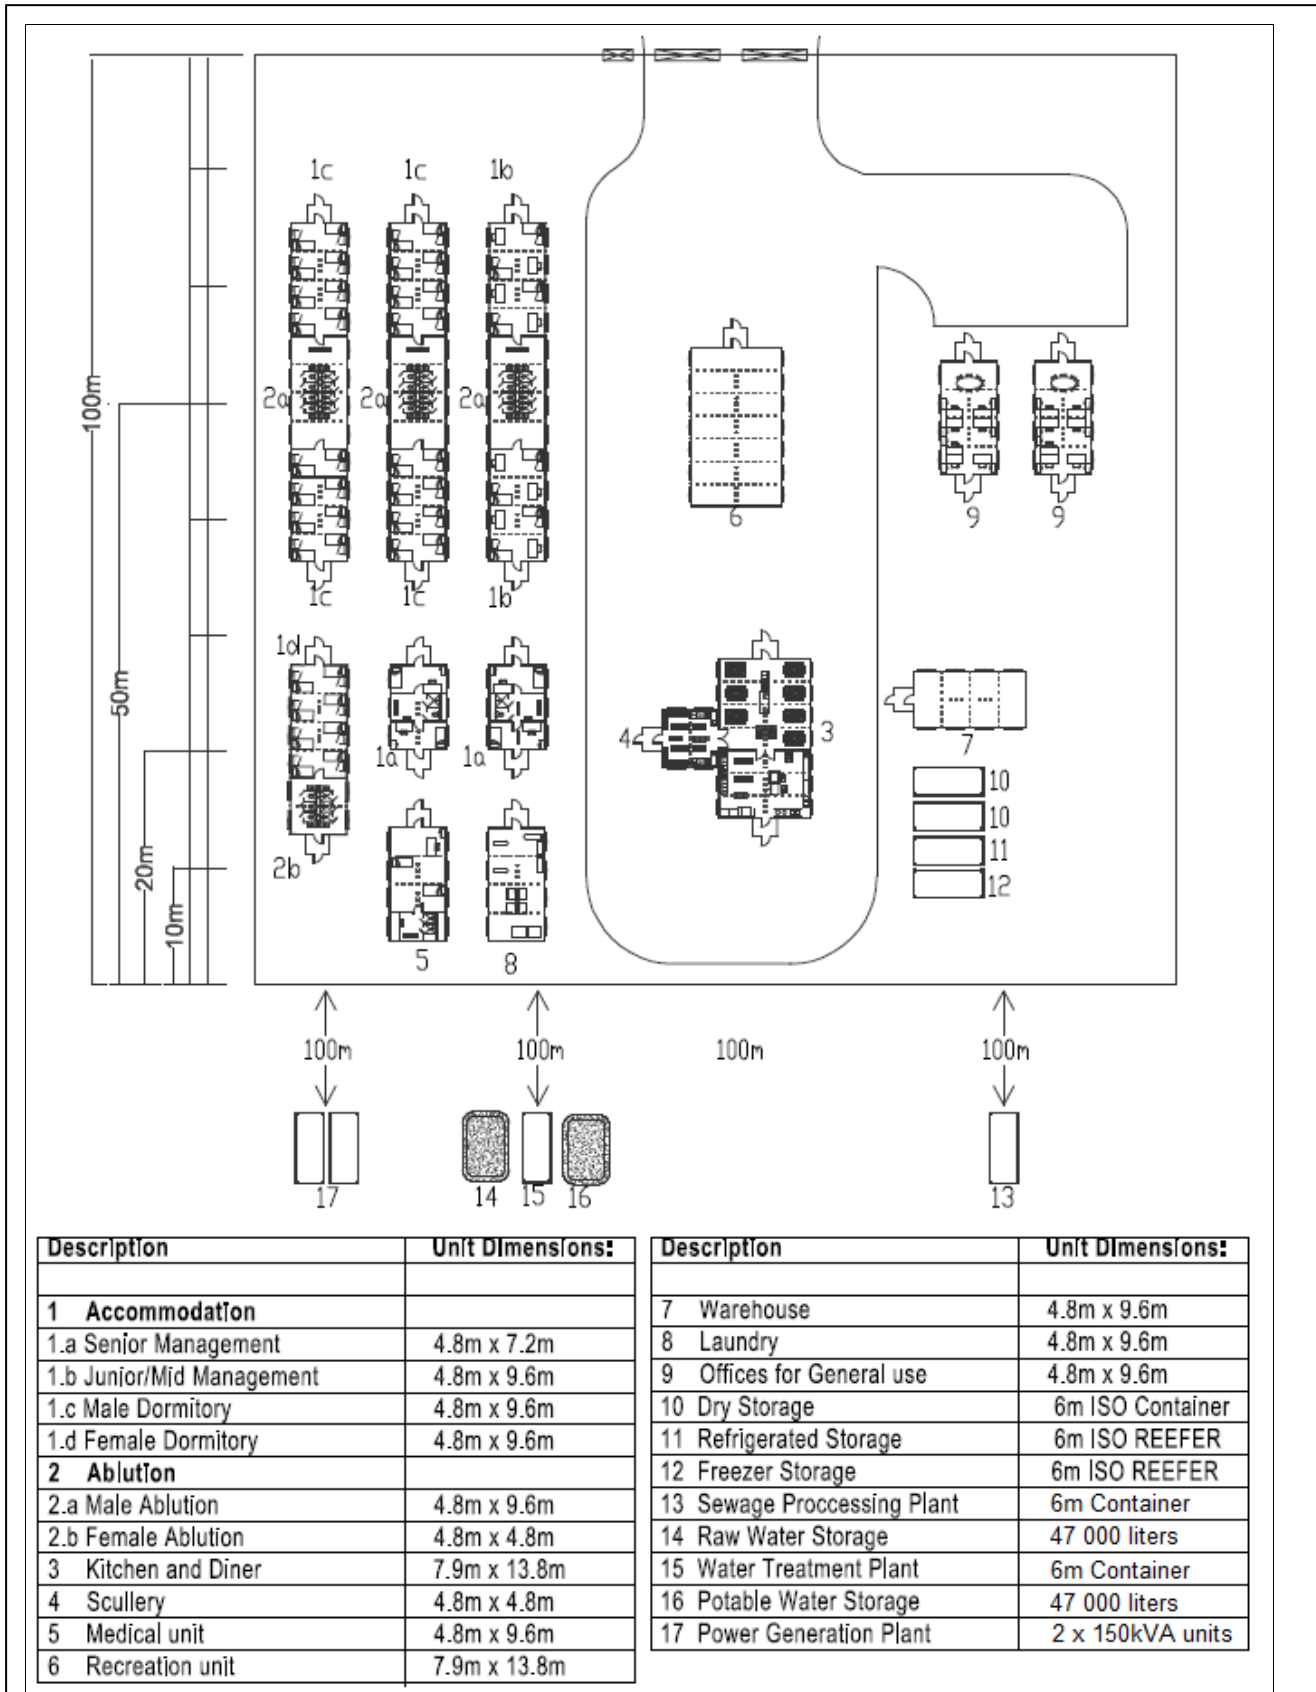 1c 1c 1b
100m
2a 2a 2a
50m
6 9 9
1c 1c 1b
1d
4 3 7
1a 1a
10
10
20m 2b 11
10m 12
5 8
100m 100m 100m 100m
17 14 15 16 13
Description Unit Dimensions:
1 Accommodation
1.a Senior Management 4.8m x 7.2m
1.b Junior/Mid Management 4.8m x 9.6m
1.c Male Dormitory 4.8m x 9.6m
1.d Female Dormitory 4.8m x 9.6m
2 Ablution
2.a Male Ablution 4.8m x 9.6m
2.b Female Ablution 4.8m x 4.8m
3 Kitchen and Diner 7.9m x 13.8m
4 Scullery 4.8m x 4.8m
5 Medical unit 4.8m x 9.6m
6 Recreation unit 7.9m x 13.8m
Description Unit Dimensions:
7 Warehouse 4.8m x 9.6m
8 Laundry 4.8m x 9.6m
9 Offices for General use 4.8m x 9.6m
10 Dry Storage 6m ISO Container
11 Refrigerated Storage 6m ISO REEFER
12 Freezer Storage 6m ISO REEFER
13 Sewage Proccessing Plant 6m Container
14 Raw Water Storage 47 000 liters
15 Water Treatment Plant 6m Container
16 Potable Water Storage 47 000 liters
17 Power Generation Plant 2 x 150kVA units